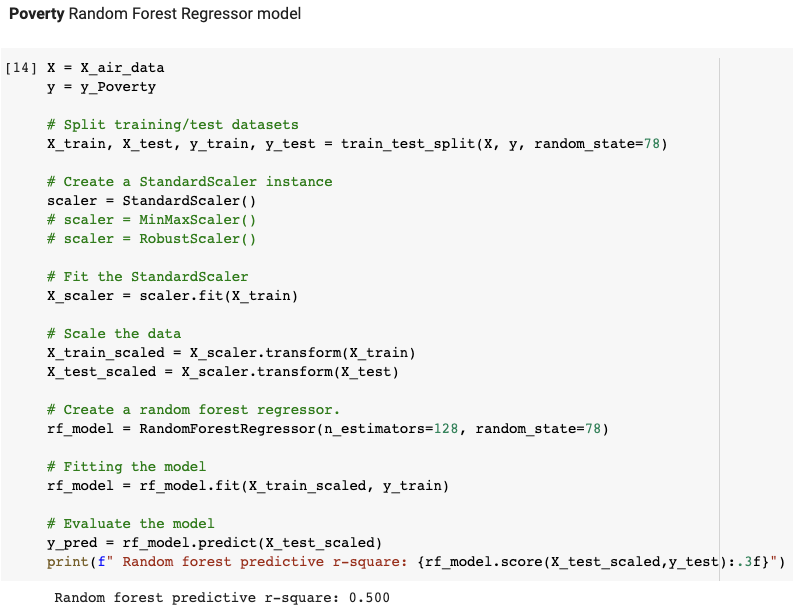 Poverty Random Forest Regressor model
[14] X = X_air_data
y = y_Poverty
# Split training/test datasets
X_train, X_test, y_train, y_test = train_test_split(X, y, random_state=78)
# Create a StandardScaler instance
scaler = StandardScaler()
# scaler = MinMaxScaler()
# scaler = RobustScaler()
# Fit the StandardScaler
X_scaler = scaler.fit(X_train)
# Scale the data
X_train_scaled = X_scaler.transform(X_train)
X_test_scaled = X_scaler.transform(X_test)
# Create a random forest regressor.
rf_model = RandomForestRegressor(n_estimators=128, random_state=78)
# Fitting the model
rf_model = rf_model.fit(X_train_scaled, y_train)
# Evaluate the model
y_pred = rf_model.predict(X_test_scaled)
print(f" Random forest predictive r-square: {rf_model.score(X_test_scaled,y_test):.3f}")
Random forest predictive r-square: 0.500